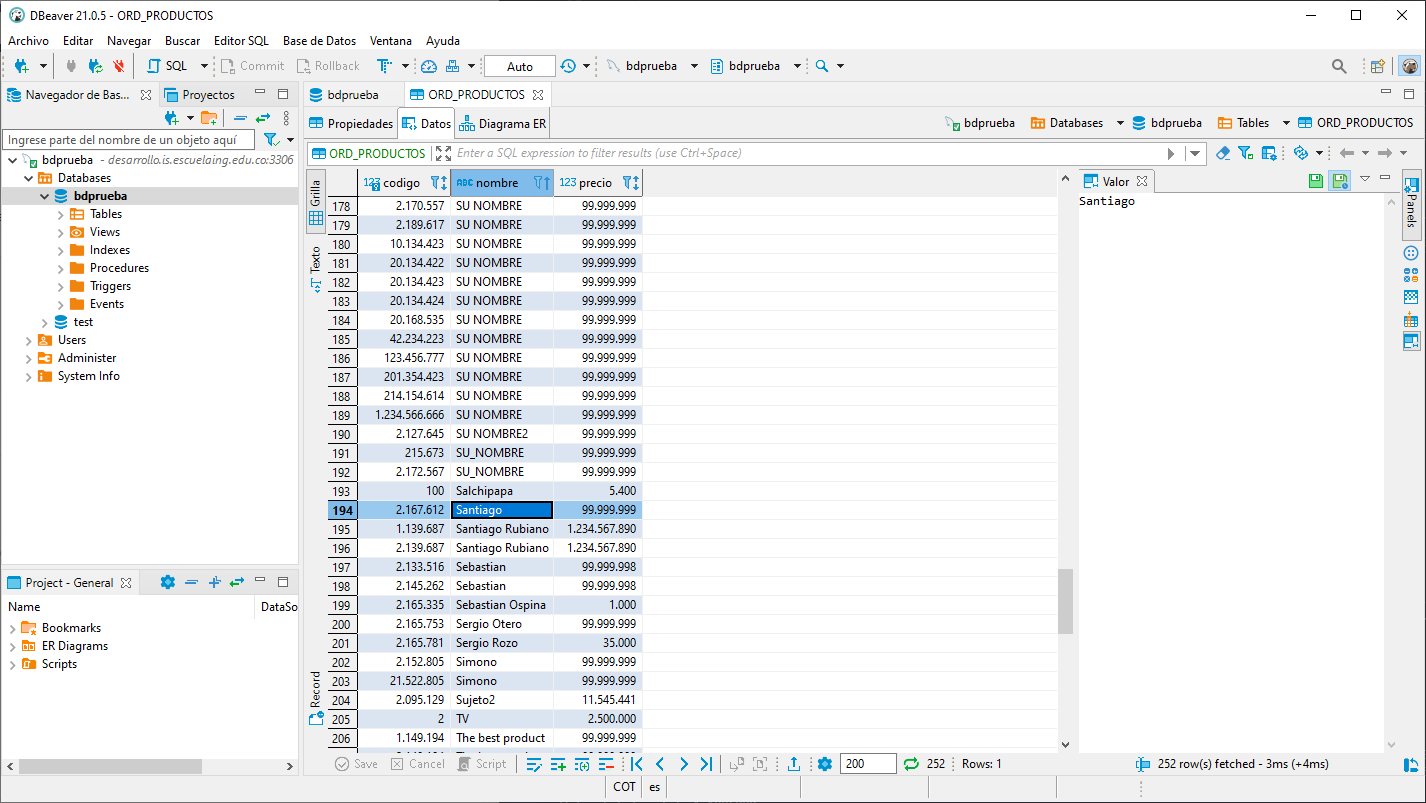 DBeaver 21.0.5 - ORD_PRODUCTOS
Archivo Editar Navegar Buscar Editor SQL Base de Datos Ventana Ayuda
SQL Commit Rollback Auto bdprueba bdprueba
Navegador de Bas... Proyectos
Ingrese parte del nombre de un objeto aquí
bdprueba - desarrollo.is.escuelaing.edu.co:3306
Databases
bdprueba
Tables
Views
Indexes
Procedures
Triggers
Events
test
Users
Administer
System Info
Project - General
Name DataSo
Bookmarks
ER Diagrams
Scripts
bdprueba ORD_PRODUCTOS
Propiedades Datos Diagrama ER
bdprueba Databases bdprueba Tables ORD_PRODUCTOS
ORD_PRODUCTOS Enter a SQL expression to filter results (use Ctrl+Space)
Grilla
Texto
Record
123 codigo ABC nombre 123 precio
178 2.170.557 SU NOMBRE 99.999.999
179 2.189.617 SU NOMBRE 99.999.999
180 10.134.423 SU NOMBRE 99.999.999
181 20.134.422 SU NOMBRE 99.999.999
182 20.134.423 SU NOMBRE 99.999.999
183 20.134.424 SU NOMBRE 99.999.999
184 20.168.535 SU NOMBRE 99.999.999
185 42.234.223 SU NOMBRE 99.999.999
186 123.456.777 SU NOMBRE 99.999.999
187 201.354.423 SU NOMBRE 99.999.999
188 214.154.614 SU NOMBRE 99.999.999
189 1.234.566.666 SU NOMBRE 99.999.999
190 2.127.645 SU NOMBRE2 99.999.999
191 215.673 SU_NOMBRE 99.999.999
192 2.172.567 SU_NOMBRE 99.999.999
193 100 Salchipapa 5.400
194 2.167.612 Santiago 99.999.999
195 1.139.687 Santiago Rubiano 1.234.567.890
196 2.139.687 Santiago Rubiano 1.234.567.890
197 2.133.516 Sebastian 99.999.998
198 2.145.262 Sebastian 99.999.998
199 2.165.335 Sebastian Ospina 1.000
200 2.165.753 Sergio Otero 99.999.999
201 2.165.781 Sergio Rozo 35.000
202 2.152.805 Simono 99.999.999
203 21.522.805 Simono 99.999.999
204 2.095.129 Sujeto2 11.545.441
205 2 TV 2.500.000
206 1.149.194 The best product 99.999.999
Valor
Santiago
Panels
Save Cancel Script 200 252 Rows: 1 252 row(s) fetched - 3ms (+4ms)
COT es